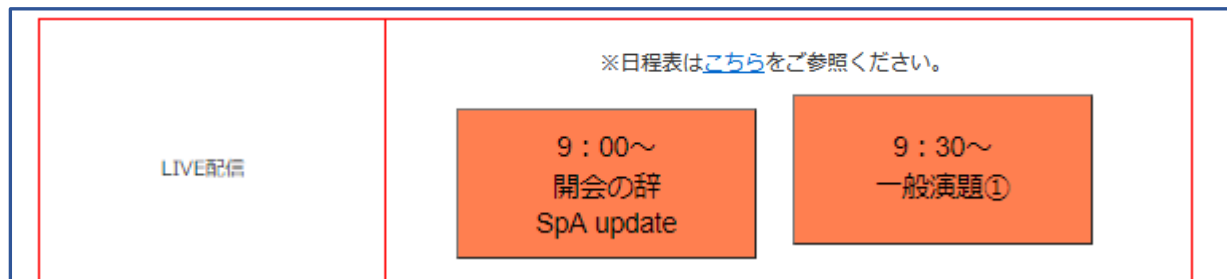 ※日程表はこちらをご参照ください。
LIVE配信
9：00～
開会の辞
SpA update
9：30～
一般演題①